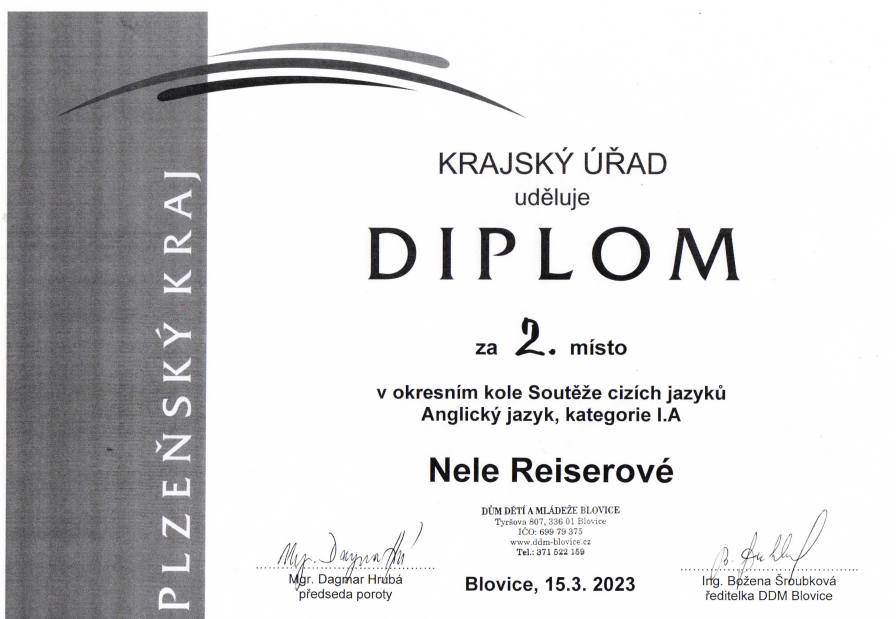 PLZEŇSKÝ KRAJ
KRAJSKÝ ÚŘAD
uděluje
DIPLOM
za 2. místo
v okresním kole Soutěže cizích jazyků
Anglický jazyk, kategorie I.A
Nele Reiserové
DŮM DĚTÍ A MLÁDEŽE BLOVICE
Tyršova 807, 336 01 Blovice
IČO: 699 79 375
www.ddm-blovice.cz
Tel.: 371 522 159
Mgr. Dagmar Hrubá
předseda poroty
Blovice, 15.3. 2023
Ing. Božena Šroubková
ředitelka DDM Blovice